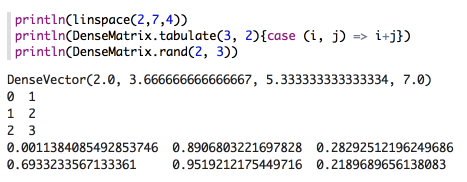 println(linspace(2,7,4))
println(DenseMatrix.tabulate(3, 2){case (i, j) => i+j})
println(DenseMatrix.rand(2, 3))
DenseVector(2.0, 3.666666666666667, 5.333333333333334, 7.0)
0 1
1 2
2 3
0.0011384085492853746 0.8906803221697828 0.28292512196249686
0.6933233567133361 0.9519212175449716 0.2189689656138083